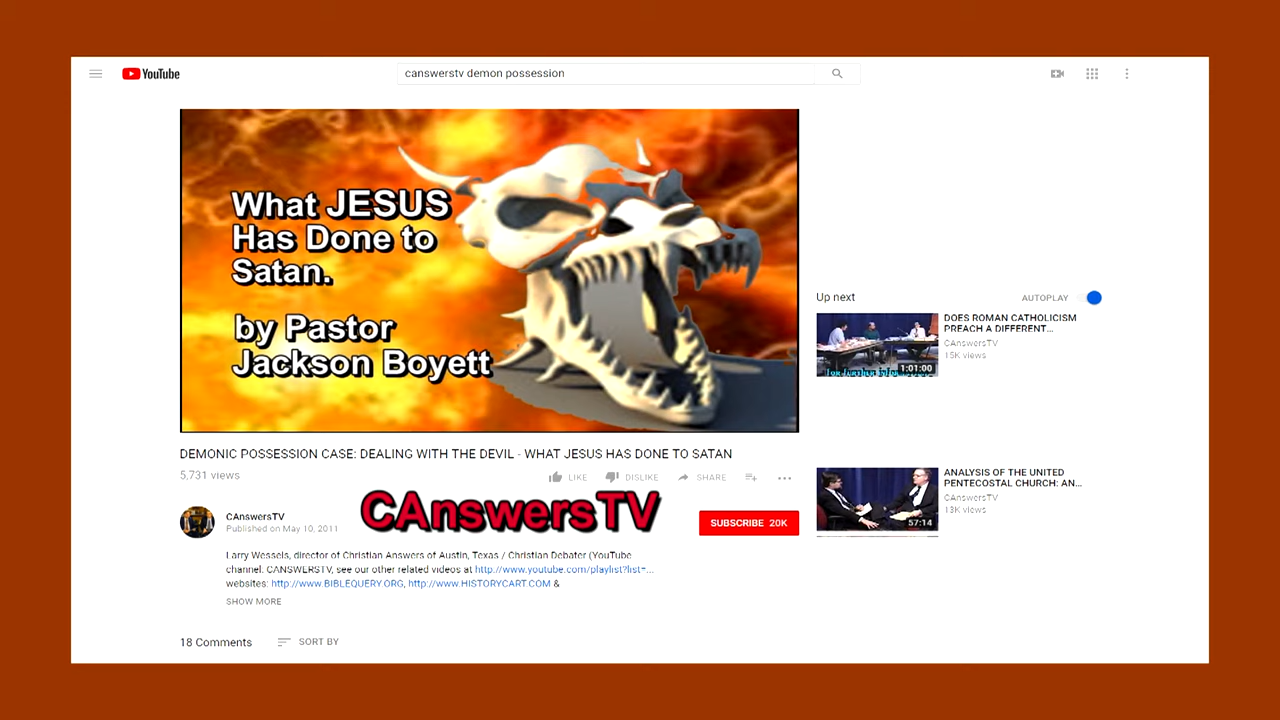 YouTube
canswerstv demon possession
What JESUS
Has Done to
Satan.
by Pastor
Jackson Boyett
DEMONIC POSSESSION CASE: DEALING WITH THE DEVIL - WHAT JESUS HAS DONE TO SATAN
5,731 views
LIKE
DISLIKE
SHARE
CAnswersTV
Published on May 10, 2011
CAnswersTV
SUBSCRIBE 20K
Larry Wessels, director of Christian Answers of Austin, Texas / Christian Debater (YouTube
channel: CANSWERSTV, see our other related videos at http://www.youtube.com/playlist?list=...
websites: http://www.BIBLEQUERY.ORG, http://www.HISTORYCART.COM &
SHOW MORE
18 Comments
SORT BY
Up next
AUTOPLAY
for further infor
1:01:00
DOES ROMAN CATHOLICISM
PREACH A DIFFERENT...
CAnswersTV
15K views
57:14
ANALYSIS OF THE UNITED
PENTECOSTAL CHURCH: AN...
CAnswersTV
13K views